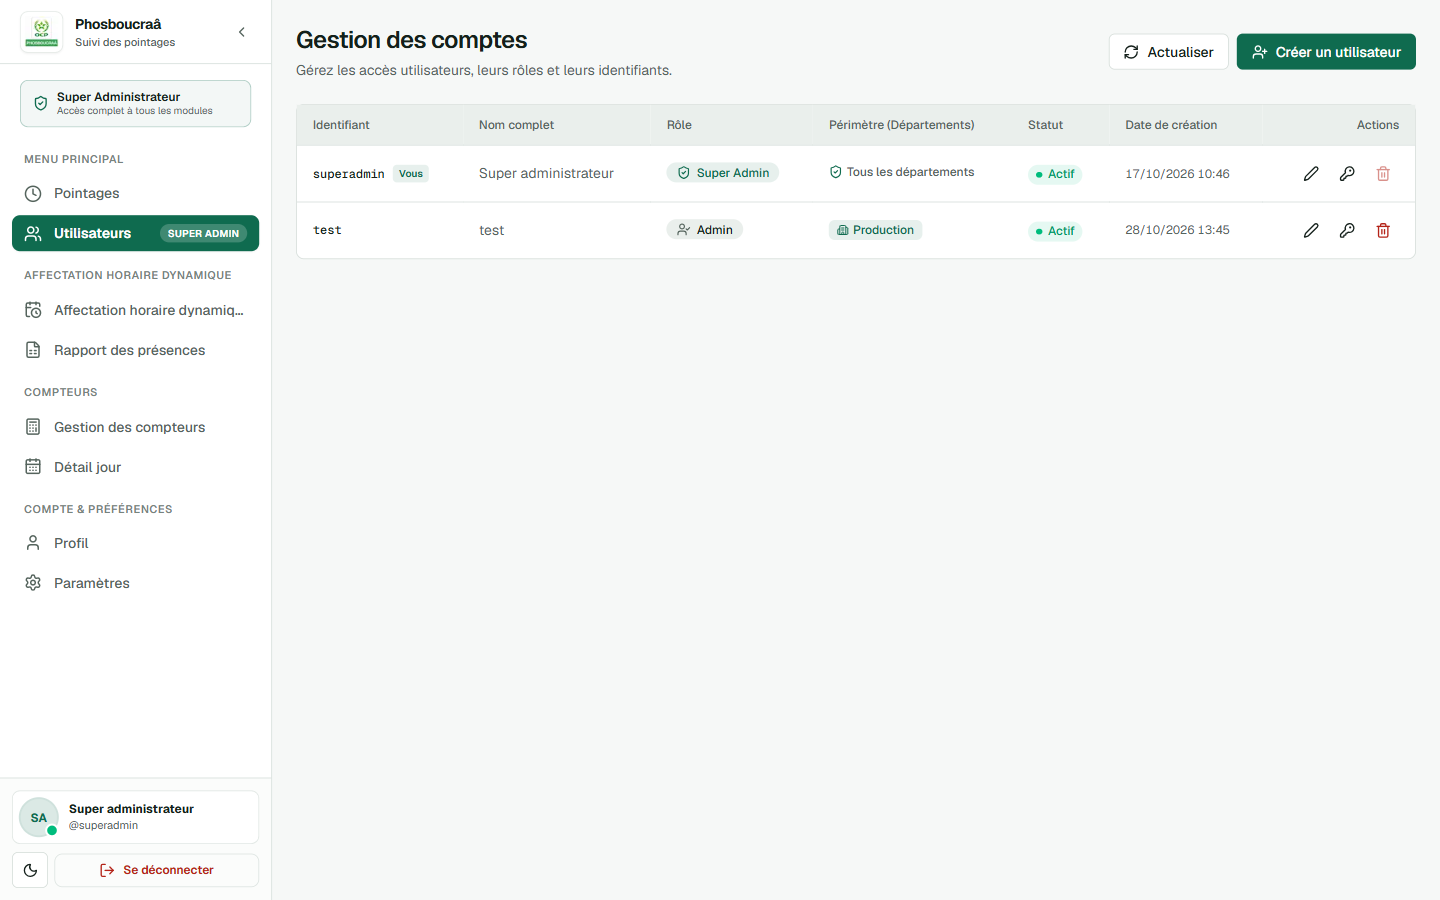 OCP
PHOSBOUCRAA
Phosboucraâ
Suivi des pointages
Super Administrateur
Accès complet à tous les modules
MENU PRINCIPAL
Pointages
Utilisateurs SUPER ADMIN
AFFECTATION HORAIRE DYNAMIQUE
Affectation horaire dynamiq...
Rapport des présences
COMPTEURS
Gestion des compteurs
Détail jour
COMPTE & PRÉFÉRENCES
Profil
Paramètres
SA
Super administrateur
@superadmin
Se déconnecter
Gestion des comptes
Gérez les accès utilisateurs, leurs rôles et leurs identifiants.
Actualiser
Créer un utilisateur
Identifiant Nom complet Rôle Périmètre (Départements) Statut Date de création Actions
superadmin Vous Super administrateur Super Admin Tous les départements Actif 17/10/2026 10:46
test test Admin Production Actif 28/10/2026 13:45